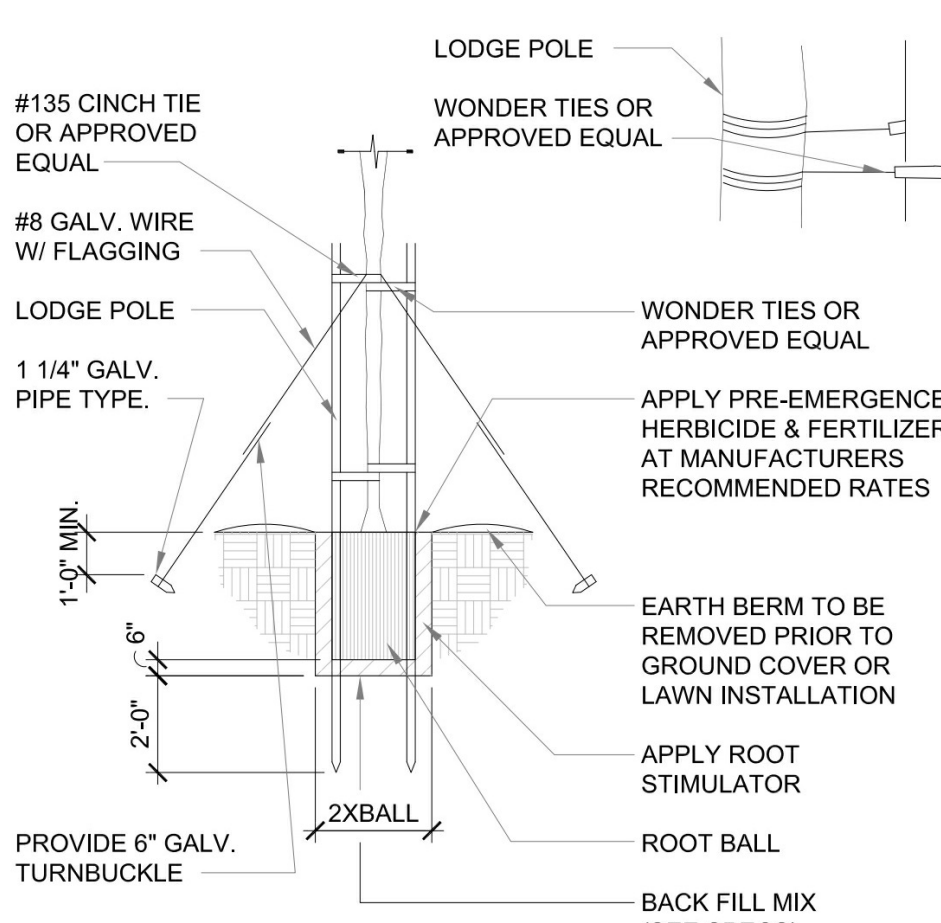 LODGE POLE
WONDER TIES OR
APPROVED EQUAL
#135 CINCH TIE
OR APPROVED
EQUAL
#8 GALV. WIRE
W/ FLAGGING
LODGE POLE
1 1/4" GALV.
PIPE TYPE.
1'-0" MIN.
6"
2'-0"
2XBALL
PROVIDE 6" GALV.
TURNBUCKLE
WONDER TIES OR
APPROVED EQUAL
APPLY PRE-EMERGENCE
HERBICIDE & FERTILIZER
AT MANUFACTURERS
RECOMMENDED RATES
EARTH BERM TO BE
REMOVED PRIOR TO
GROUND COVER OR
LAWN INSTALLATION
APPLY ROOT
STIMULATOR
ROOT BALL
BACK FILL MIX